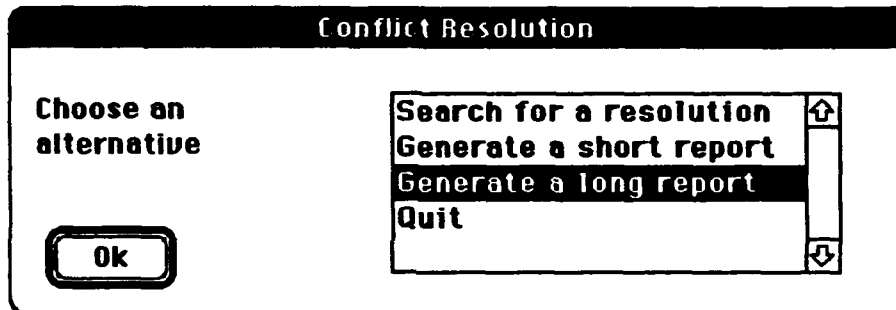 Conflict Resolution
Choose an
alternative
Search for a resolution
Generate a short report
Generate a long report
Quit
Ok